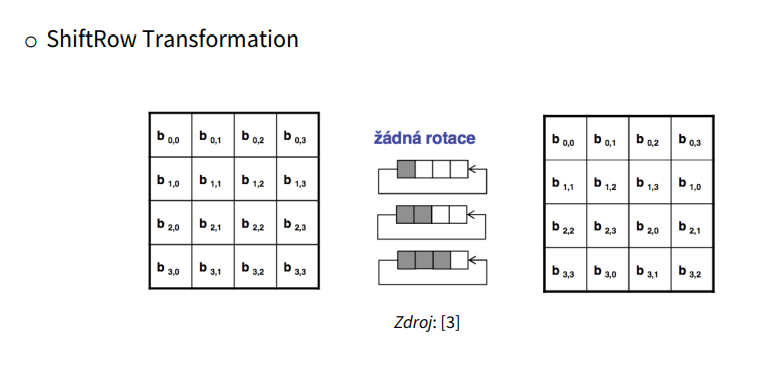 ○ ShiftRow Transformation
žádná rotace
b 0,0 b 0,1 b 0,2 b 0,3
b 1,0 b 1,1 b 1,2 b 1,3
b 2,0 b 2,1 b 2,2 b 2,3
b 3,0 b 3,1 b 3,2 b 3,3
b 0,0 b 0,1 b 0,2 b 0,3
b 1,1 b 1,2 b 1,3 b 1,0
b 2,2 b 2,3 b 2,0 b 2,1
b 3,3 b 3,0 b 3,1 b 3,2
Zdroj: [3]